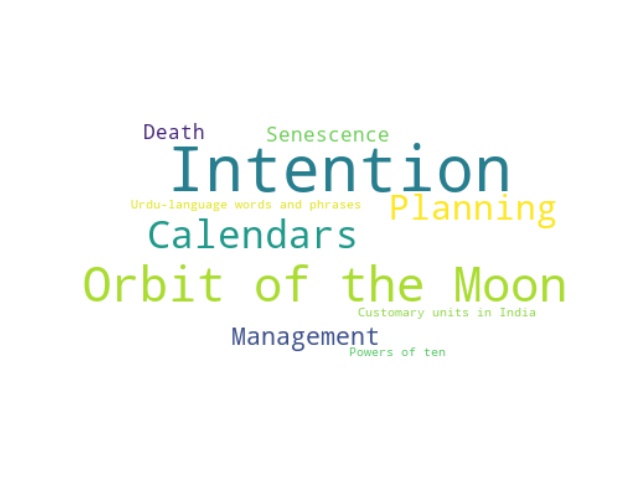 Death
Senescence
Intention
Urdu-language words and phrases
Planning
Calendars
Orbit of the Moon
Customary units in India
Management
Powers of ten